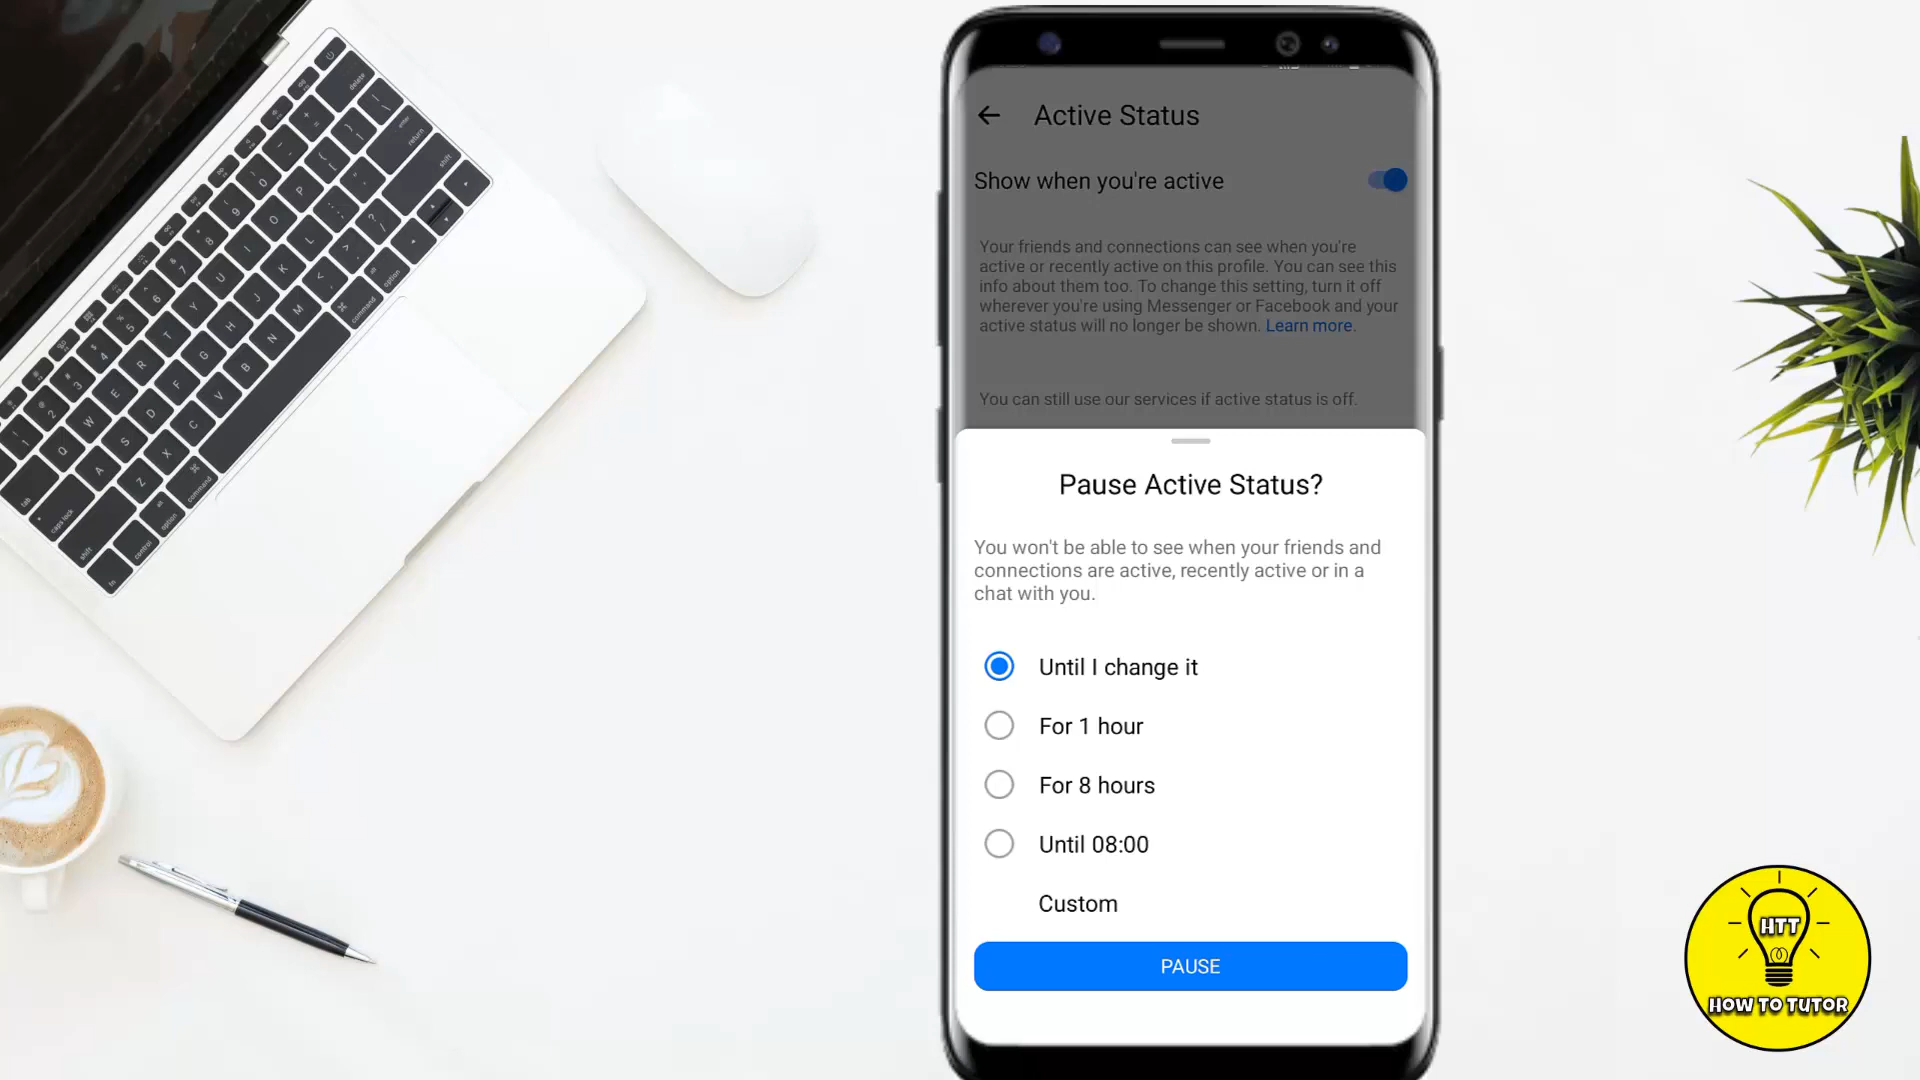 Active Status
Show when you're active
Your friends and connections can see when you're
active or recently active on this profile. You can see this
info about them too. To change this setting, turn it off
wherever you're using Messenger or Facebook and your
active status will no longer be shown. Learn more.
You can still use our services if active status is off.
Pause Active Status?
You won't be able to see when your friends and
connections are active, recently active or in a
chat with you.
Until I change it
For 1 hour
For 8 hours
Until 08:00
Custom
PAUSE
HTT
HOW TO TUTOR